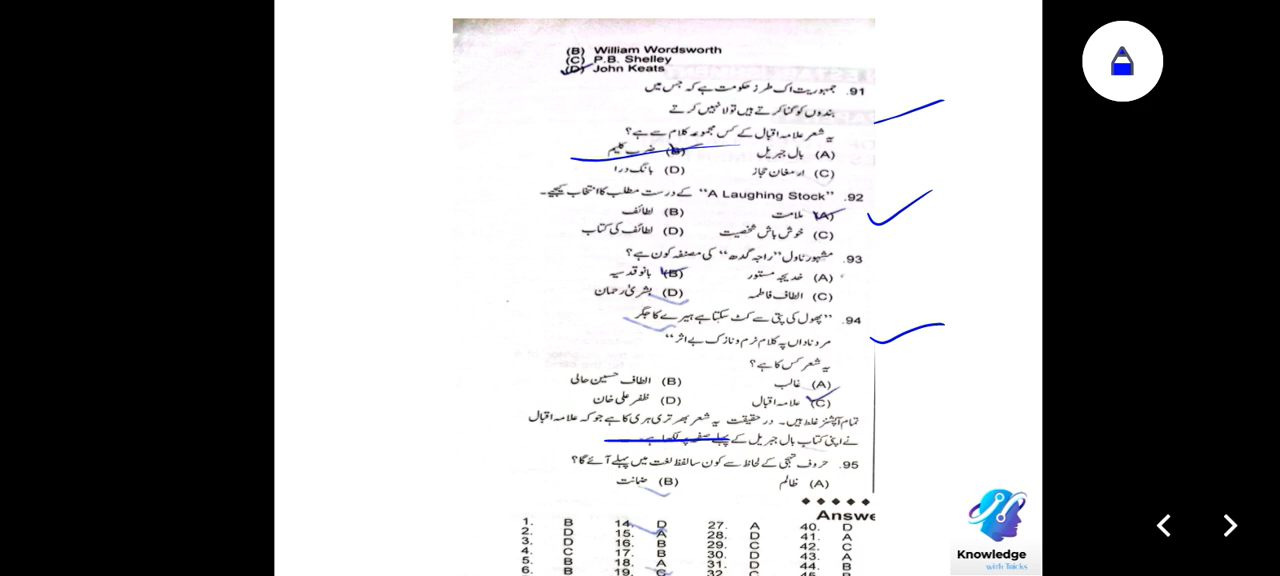 (B) William Wordsworth
(C) P.B. Shelley
(D) John Keats
91. جمہوریت اک طرز حکومت ہے کہ جس میں
بندوں کو گنا کرتے ہیں تولا نہیں کرتے
یہ شعر علامہ اقبال کے کس مجموعہ کلام سے ہے؟
(A) بال جبریل (B) ضرب کلیم
(C) ارمغان حجاز (D) بانگ درا
92. "A Laughing Stock" کے درست مطلب کا انتخاب کیجیے۔
(A) ملامت (B) لطائف
(C) خوش باش شخصیت (D) لطائف کی کتاب
93. مشہور ناول "راجہ گدھ" کی مصنفہ کون ہے؟
(A) خدیجہ مستور (B) بانو قدسیہ
(C) الطاف فاطمہ (D) بشریٰ رحمان
94. "پھول کی پتی سے کٹ سکتا ہے ہیرے کا جگر
مرد ناداں پہ کلام نرم و نازک بے اثر"
یہ شعر کس کا ہے؟
(A) غالب (B) الطاف حسین حالی
(C) علامہ اقبال (D) ظفر علی خان
تمام آپشنز غلط ہیں۔ در حقیقت یہ شعر بھرتری ہری کا ہے جو کہ علامہ اقبال
نے اپنی کتاب بال جبریل کے پہلے صفحہ پر لکھا ہے۔
95. حروف تہجی کے لحاظ سے کون سا لفظ لغت میں پہلے آئے گا؟
(A) ظالم (B) ضمانت
Answe
1. B 14. D 27. A 40. D
2. D 15. A 28. D 41. A
3. D 16. B 29. C 42. C
4. C 17. B 30. D 43. A
5. B 18. A 31. D 44. B
6. B 19. C 32. C
Knowledge
with Tricks